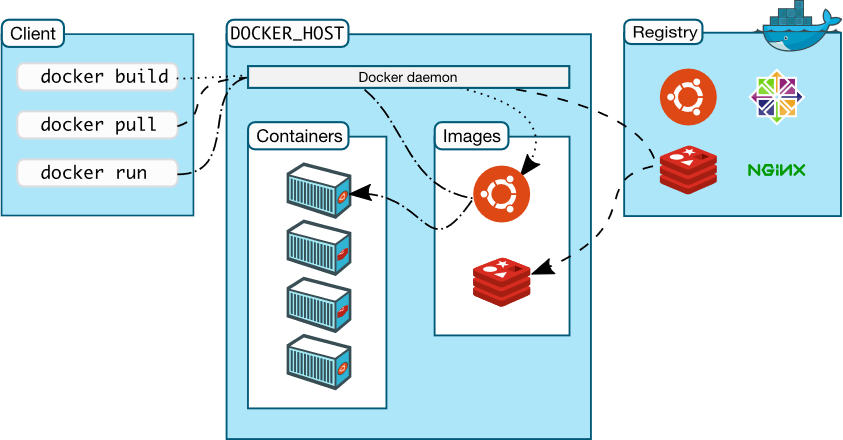 Client
docker build
docker pull
docker run
DOCKER_HOST
Docker daemon
Containers
Images
Registry
NGINX